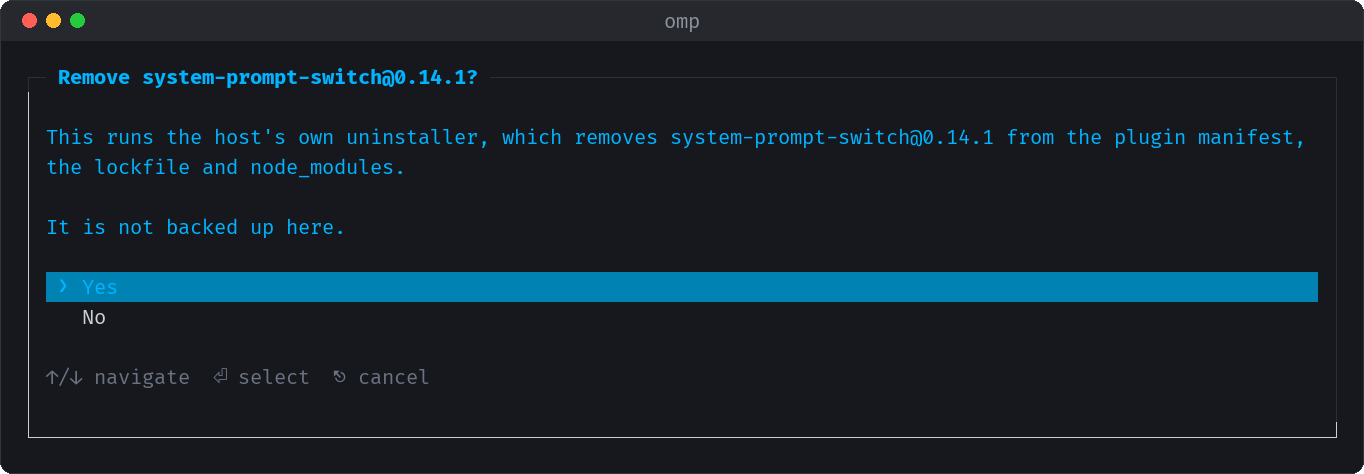 omp
Remove system-prompt-switch@0.14.1?
This runs the host's own uninstaller, which removes system-prompt-switch@0.14.1 from the plugin manifest,
the lockfile and node_modules.
It is not backed up here.
❯ Yes
No
↑/↓ navigate ⏎ select ⎋ cancel